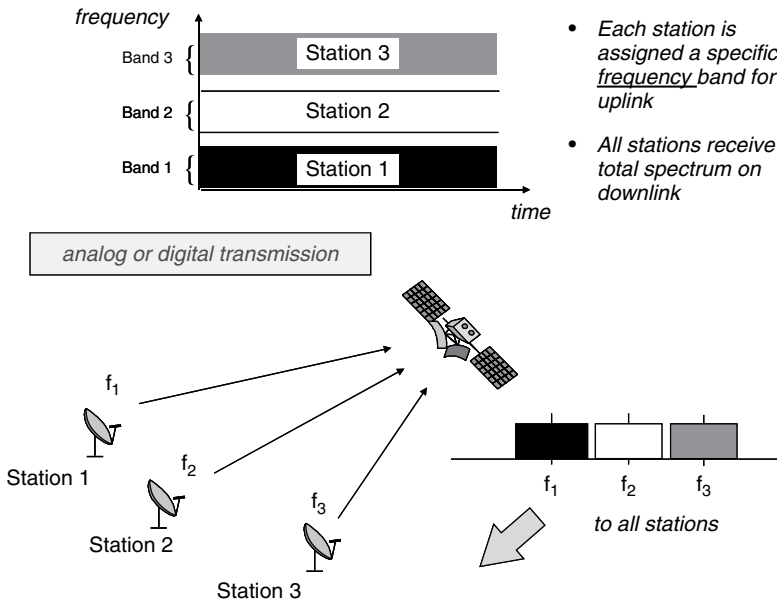 frequency
Band 3
Station 3
Band 2
Station 2
Band 1
Station 1
time
• Each station is
assigned a specific
frequency band for
uplink
• All stations receive
total spectrum on
downlink
analog or digital transmission
f1
Station 1
f2
Station 2
f3
Station 3
f1 f2 f3
to all stations